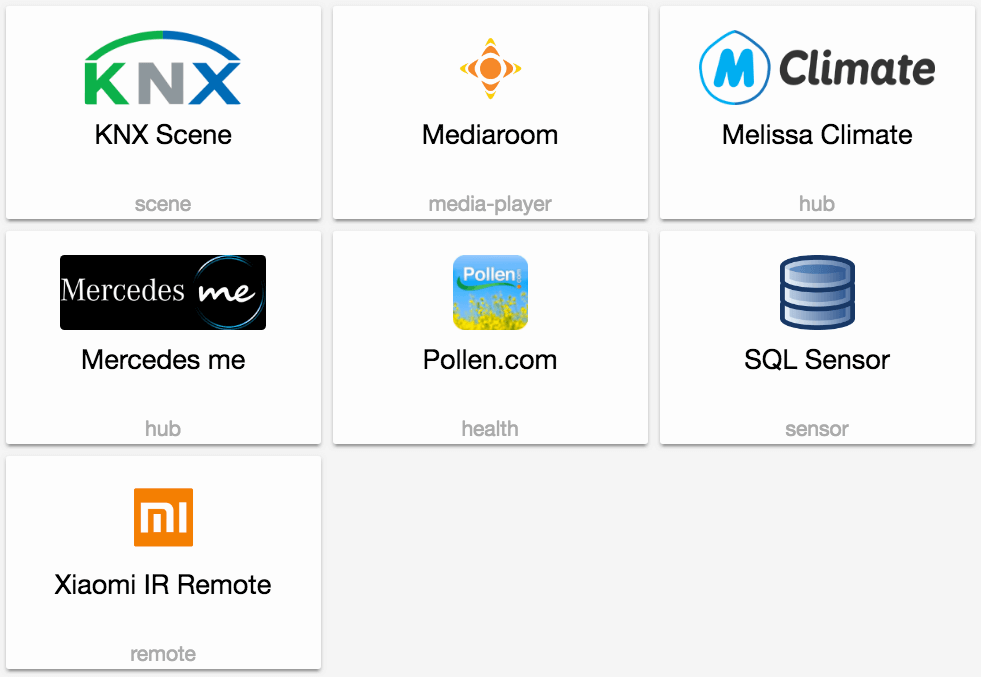 KNX
KNX Scene
scene
Mediaroom
media-player
M Climate
Melissa Climate
hub
Mercedes me
Mercedes me
hub
Pollen.com
Pollen.com
health
SQL Sensor
sensor
mi
Xiaomi IR Remote
remote